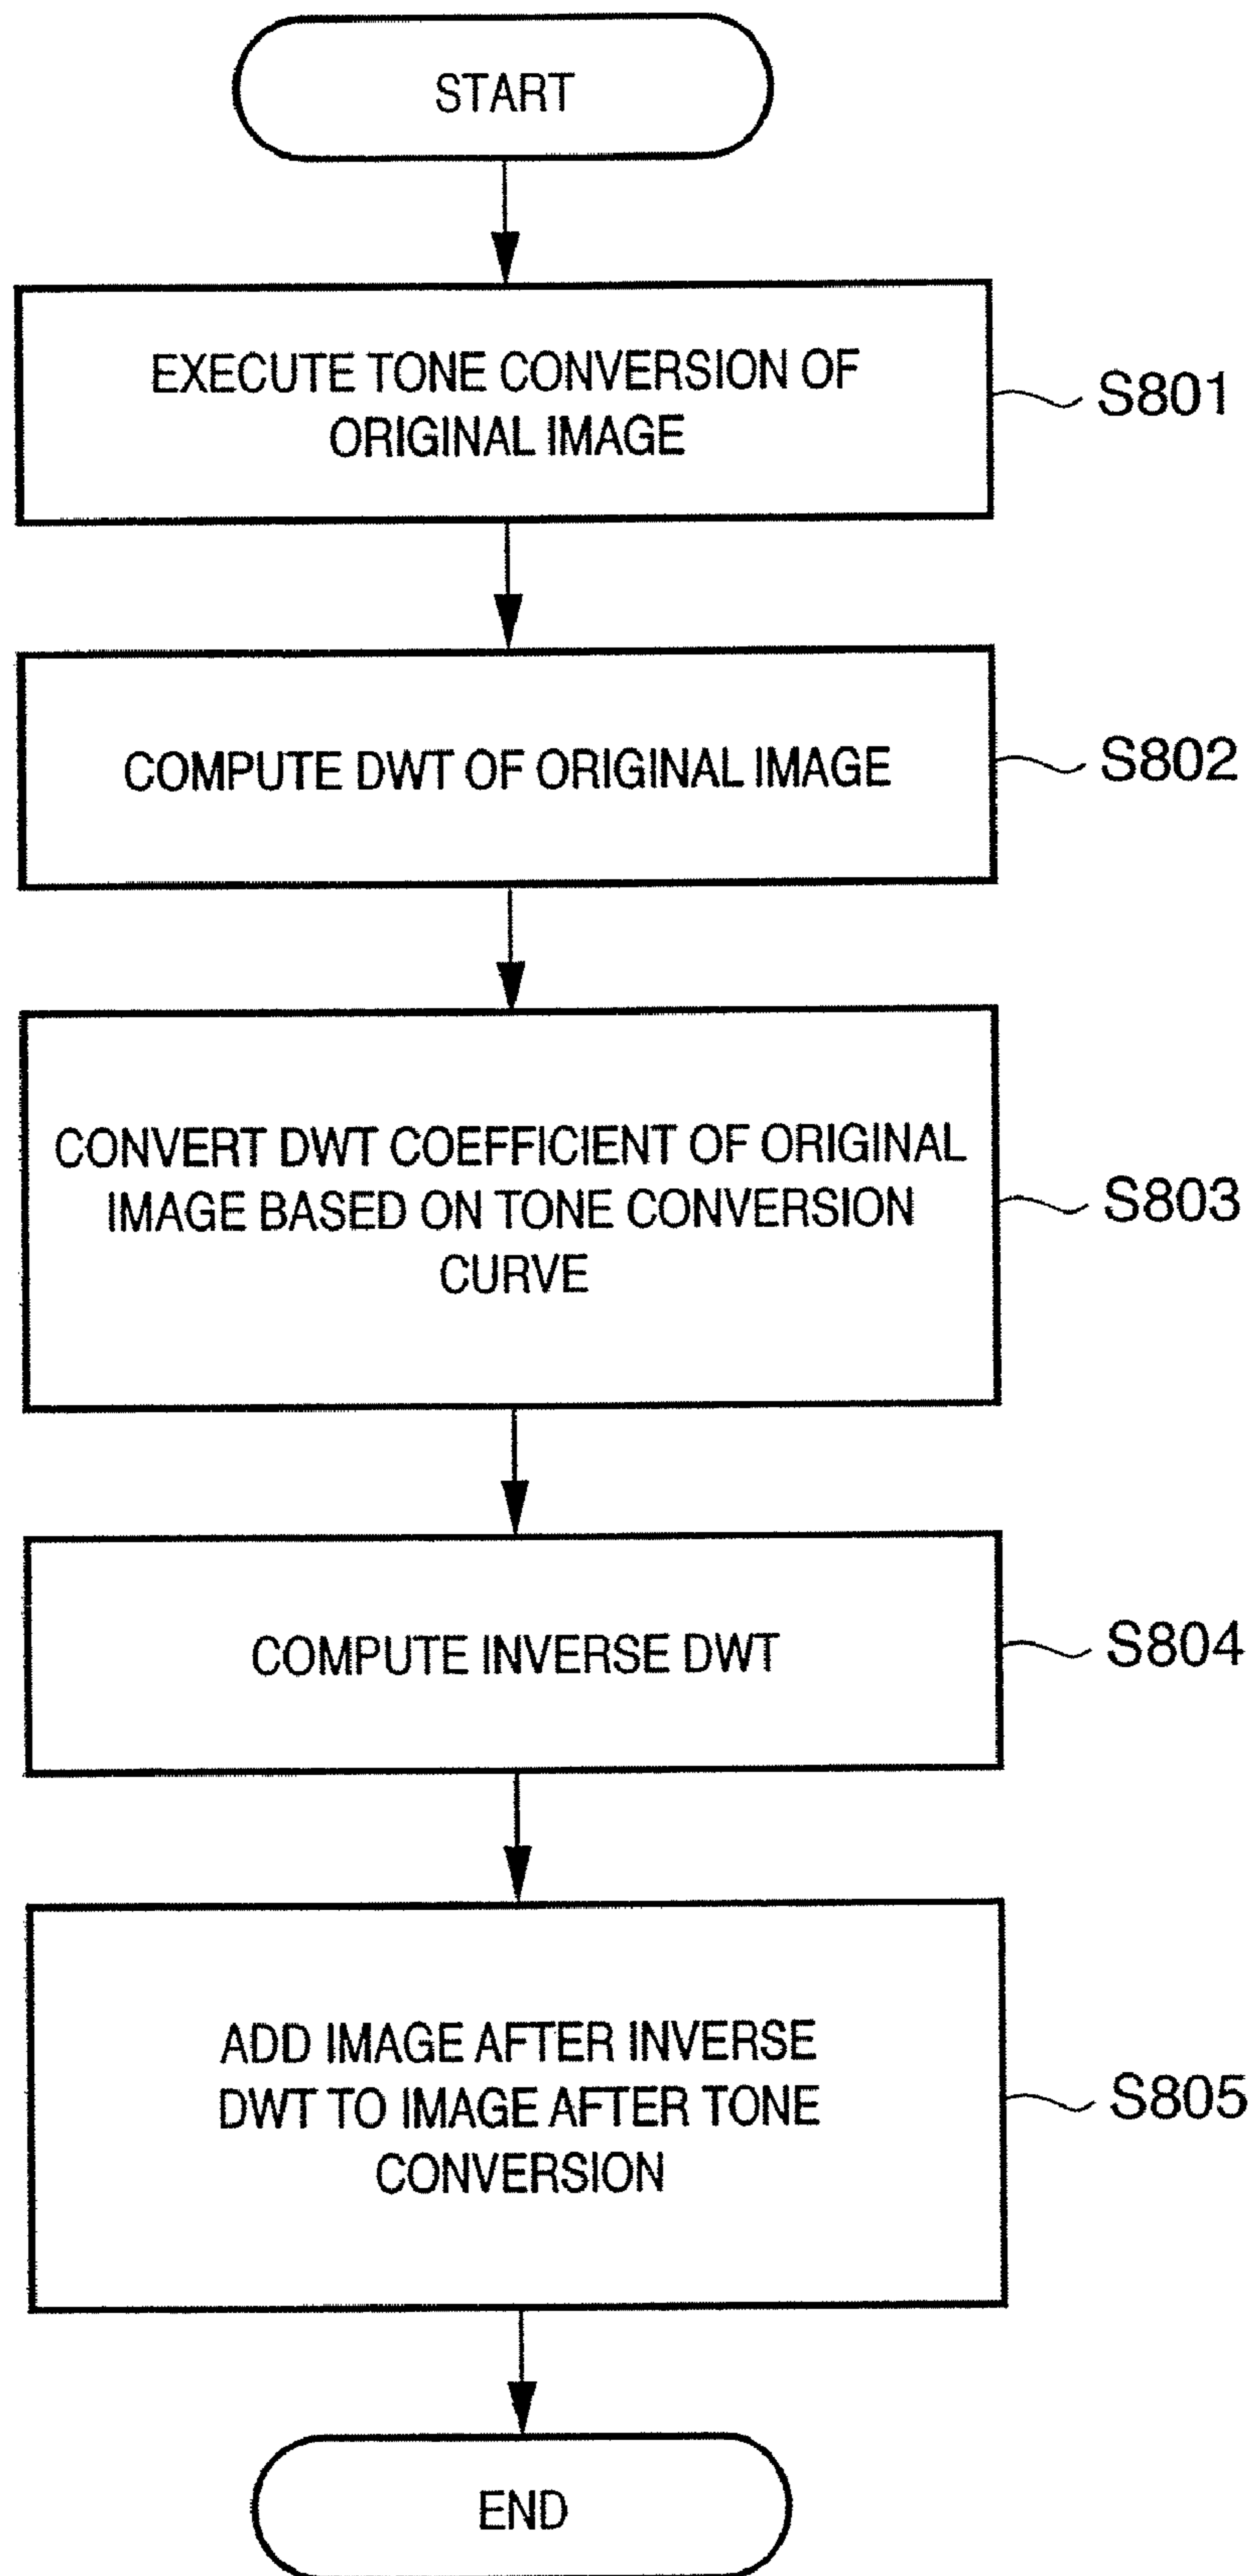 START
EXECUTE TONE CONVERSION OF
ORIGINAL IMAGE
S801
COMPUTE DWT OF ORIGINAL IMAGE
S802
CONVERT DWT COEFFICIENT OF ORIGINAL
IMAGE BASED ON TONE CONVERSION
CURVE
S803
COMPUTE INVERSE DWT
S804
ADD IMAGE AFTER INVERSE
DWT TO IMAGE AFTER TONE
CONVERSION
S805
END